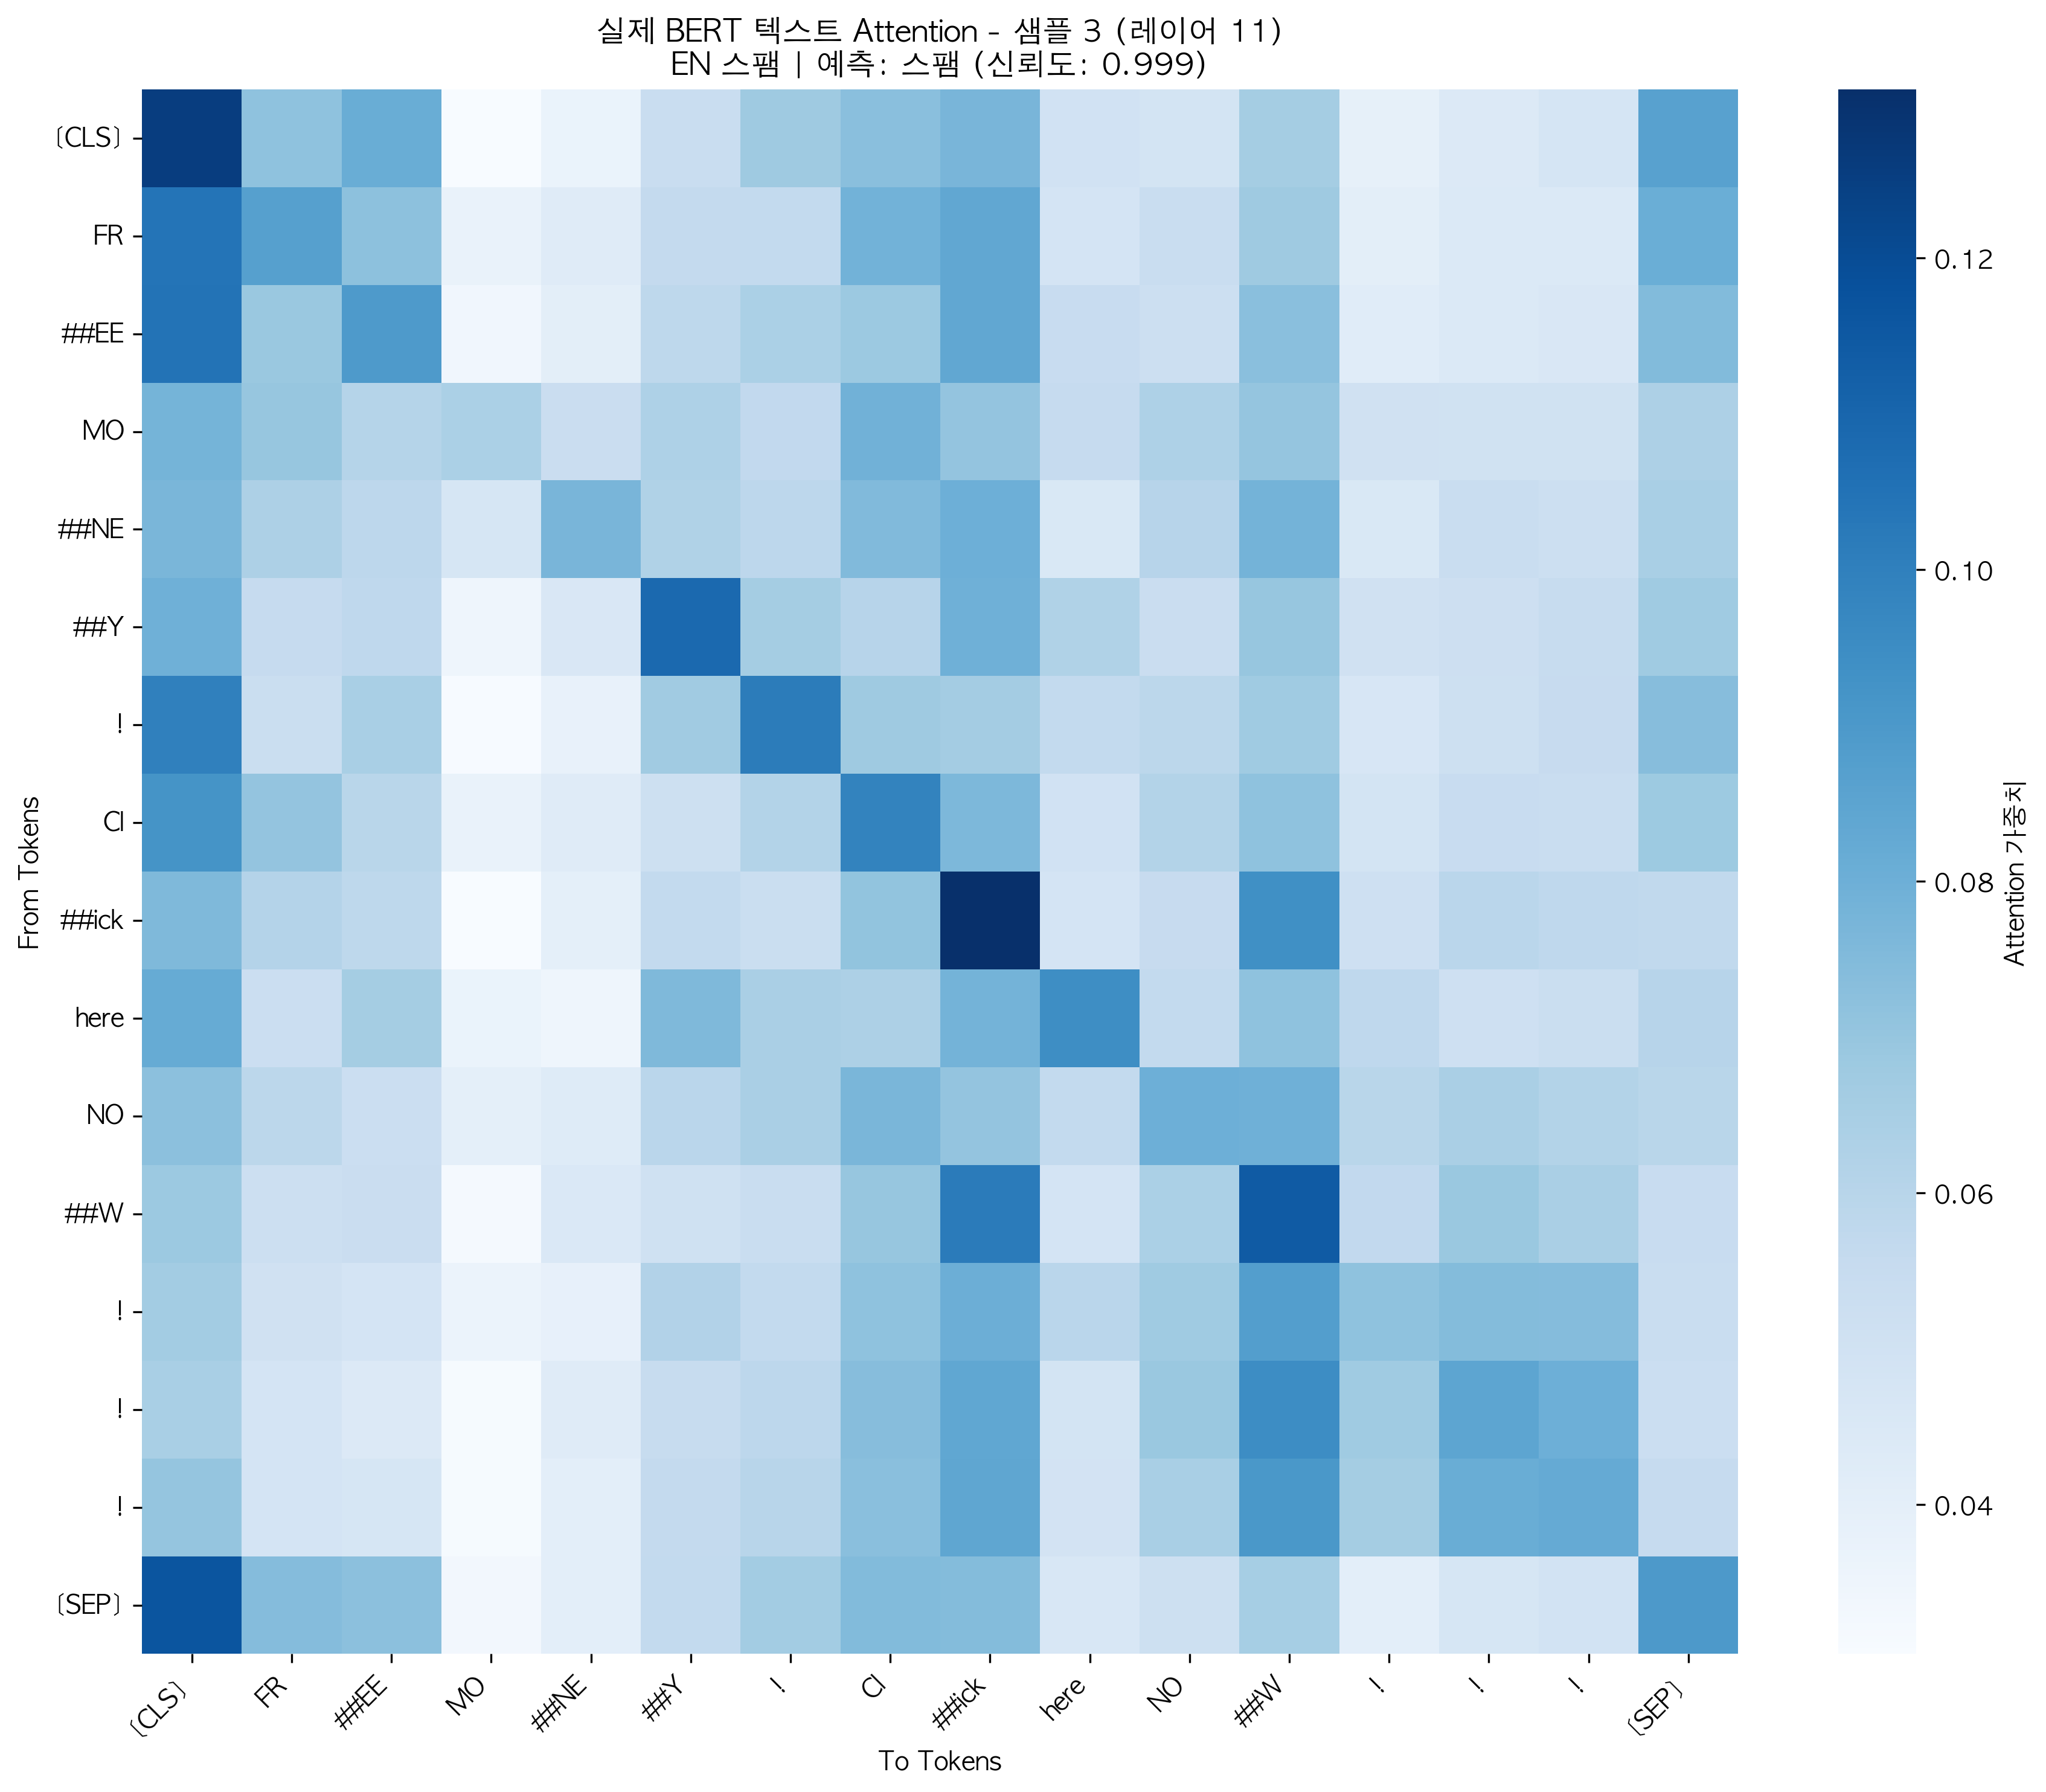 실제 BERT 텍스트 Attention - 샘플 3 (레이어 11)
EN 스팸 | 예측: 스팸 (신뢰도: 0.999)
From Tokens
[CLS]
FR
##EE
MO
##NE
##Y
!
Cl
##ick
here
NO
##W
!
!
!
[SEP]
[CLS]
FR
##EE
MO
##NE
##Y
!
Cl
##ick
here
NO
##W
!
!
!
[SEP]
To Tokens
0.12
0.10
0.08
0.06
0.04
Attention 가중치